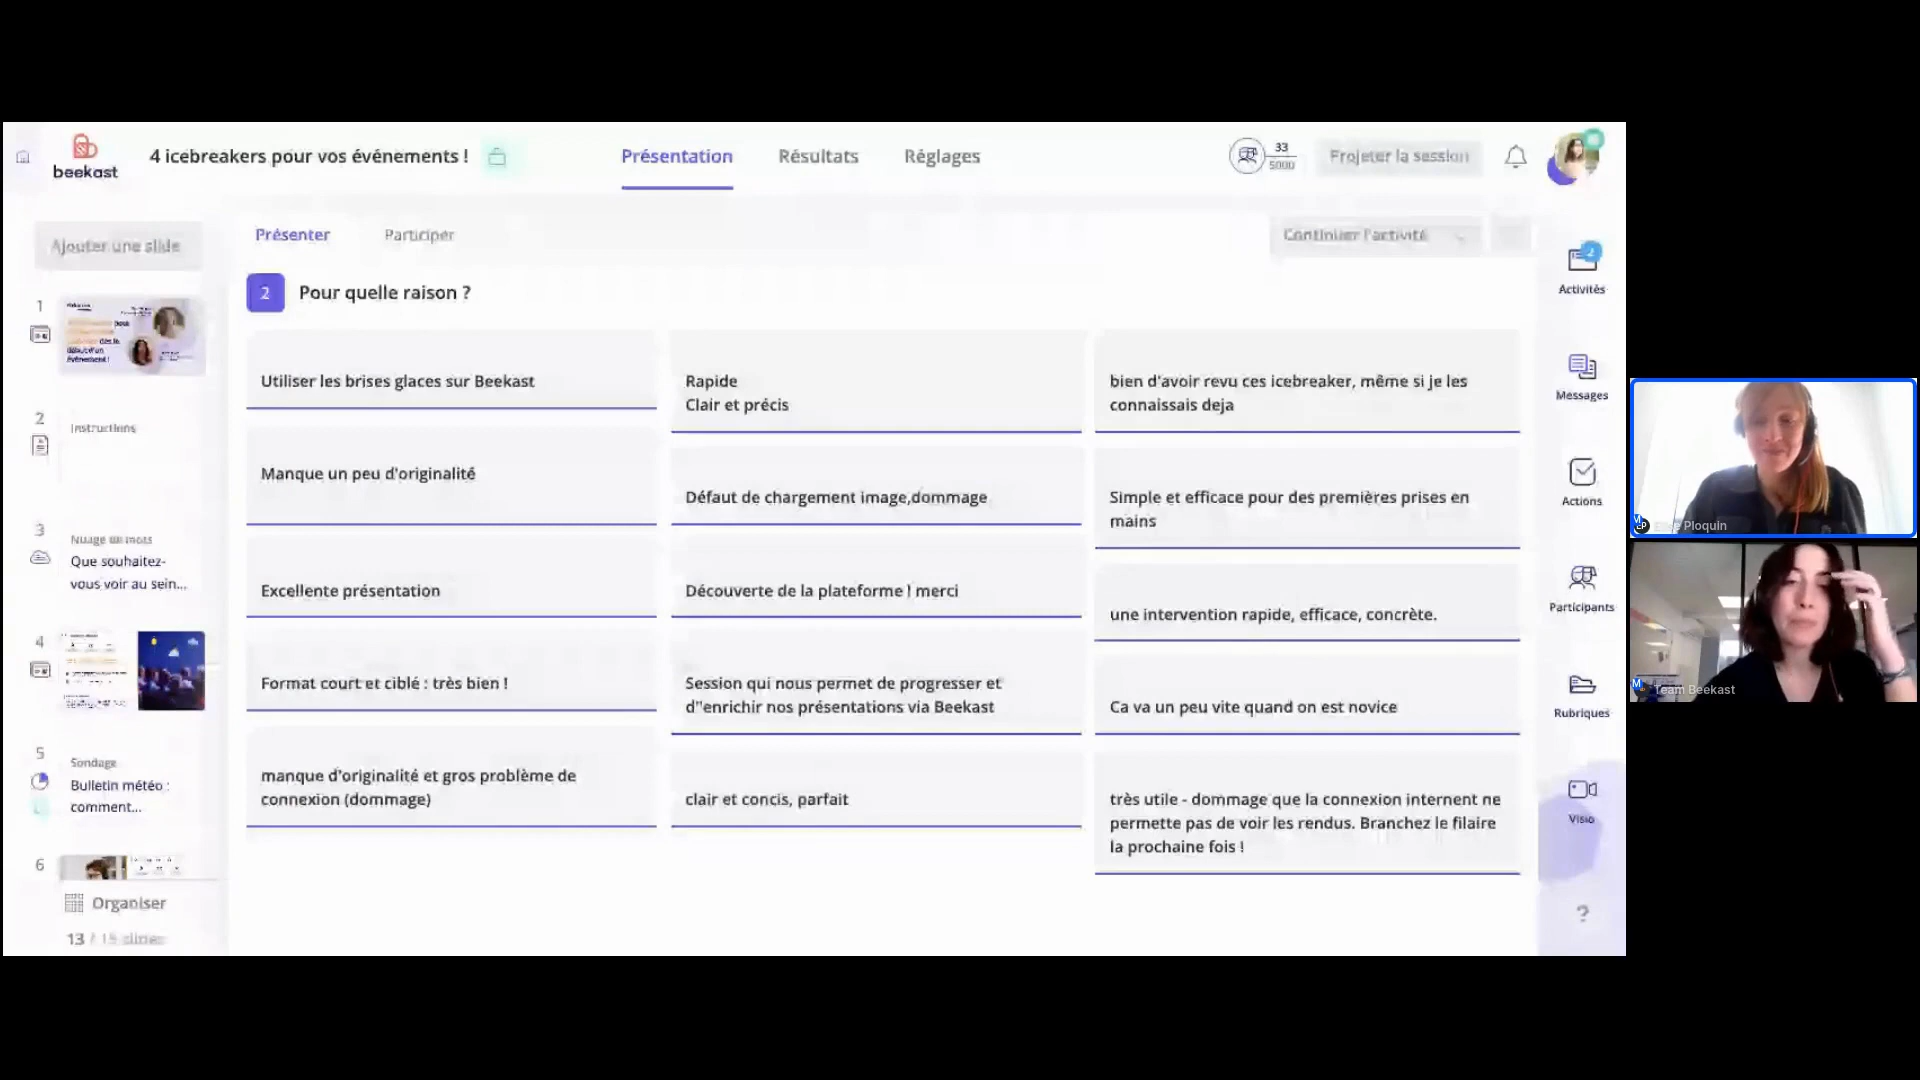 beekast
4 icebreakers pour vos événements !
Présentation
Résultats
Réglages
33
5000
Projeter la session
Ajouter une slide
Présenter
Participer
Continuer l'activité
2
Pour quelle raison ?
Utiliser les brises glaces sur Beekast
Manque un peu d'originalité
Excellente présentation
Format court et ciblé : très bien !
manque d'originalité et gros problème de
connexion (dommage)
Rapide
Clair et précis
Défaut de chargement image,dommage
Découverte de la plateforme ! merci
Session qui nous permet de progresser et
d"enrichir nos présentations via Beekast
clair et concis, parfait
bien d'avoir revu ces icebreaker, même si je les
connaissais deja
Simple et efficace pour des premières prises en
mains
une intervention rapide, efficace, concrète.
Ca va un peu vite quand on est novice
très utile - dommage que la connexion internent ne
permette pas de voir les rendus. Branchez le filaire
la prochaine fois !
1
2
Instructions
3
Nuage de mots
Que souhaitez-
vous voir au sein...
4
5
Sondage
Bulletin météo :
comment...
6
Organiser
13 / 15 slides
2
Activités
Messages
Actions
Participants
Rubriques
Visio
?
Ploquin
Team Beekast